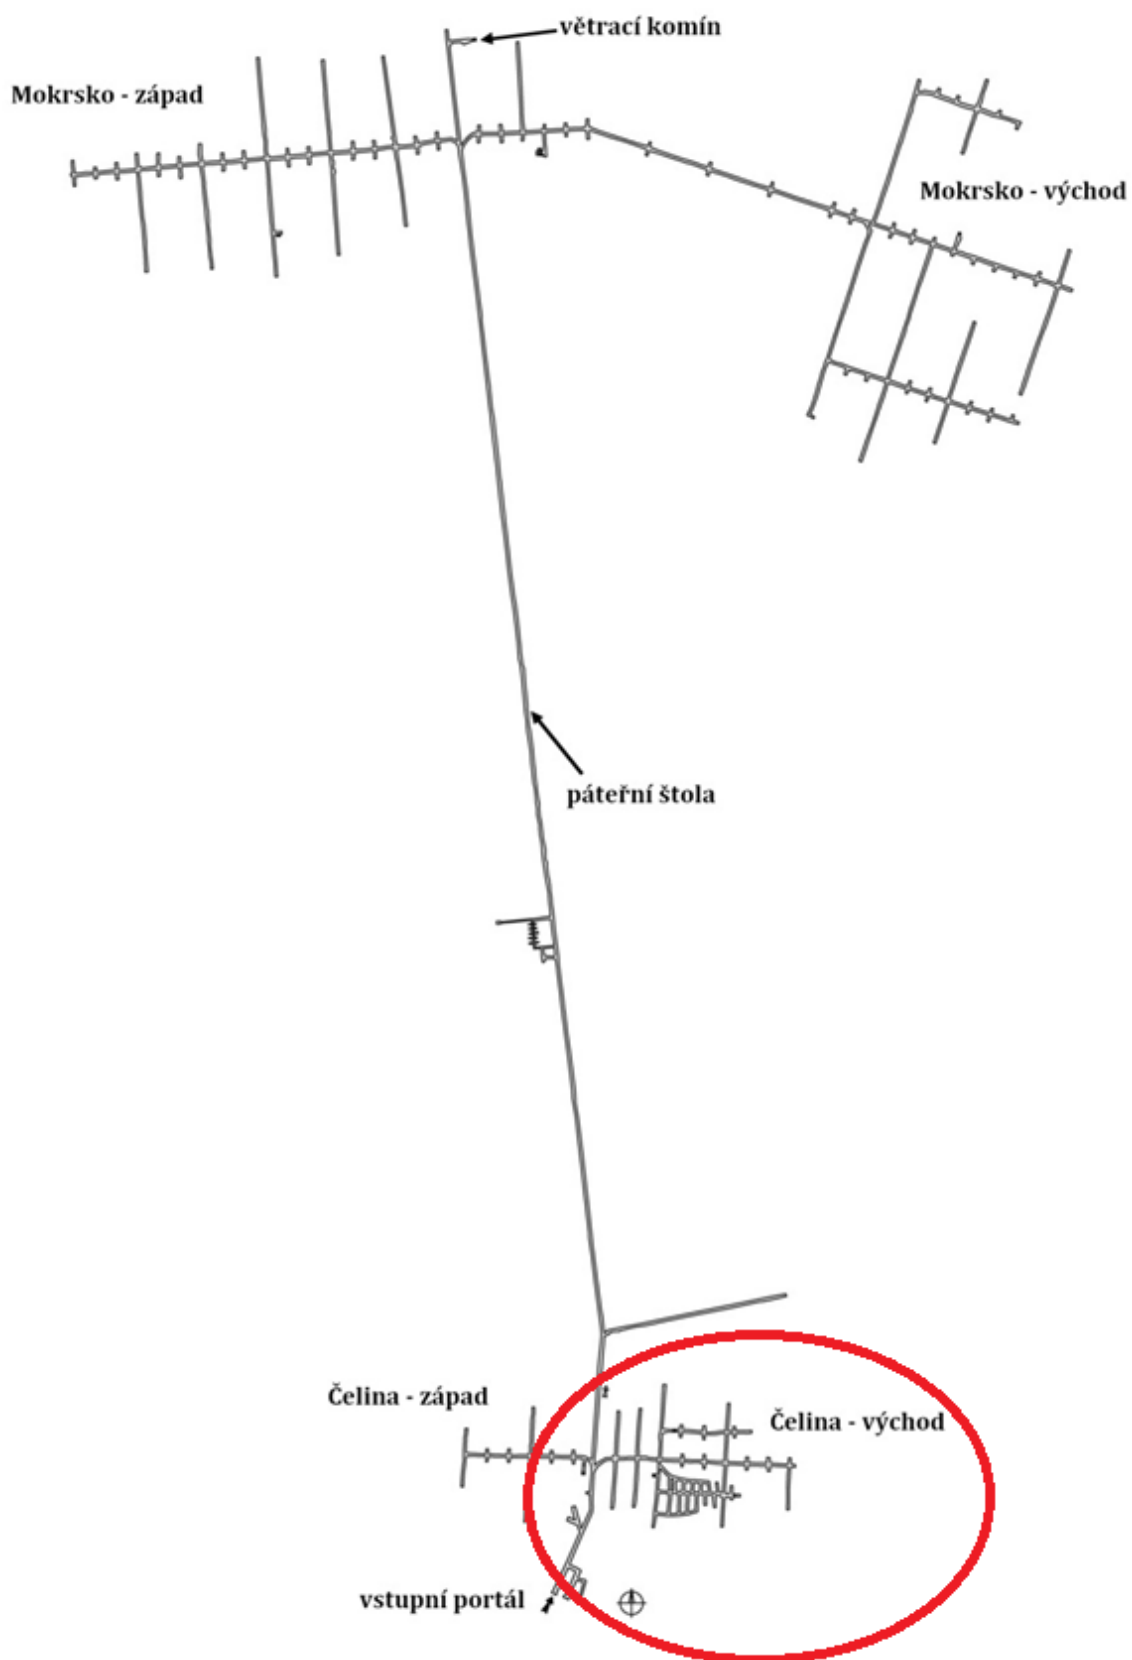 větrací komín
Mokrsko - západ
Mokrsko - východ
páteřní štola
Čelina - západ
Čelina - východ
vstupní portál